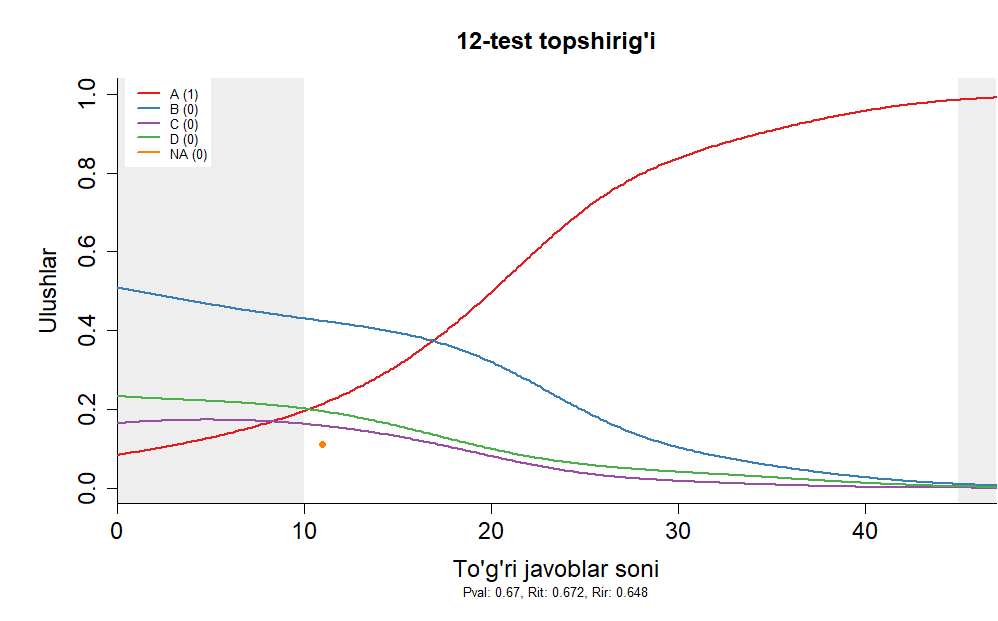 12-test topshirig'i
A (1)
B (0)
C (0)
D (0)
NA (0)
Ulushlar
1.0
0.8
0.6
0.4
0.2
0.0
0 10 20 30 40
To'g'ri javoblar soni
Pval: 0.67, Rit: 0.672, Rir: 0.648